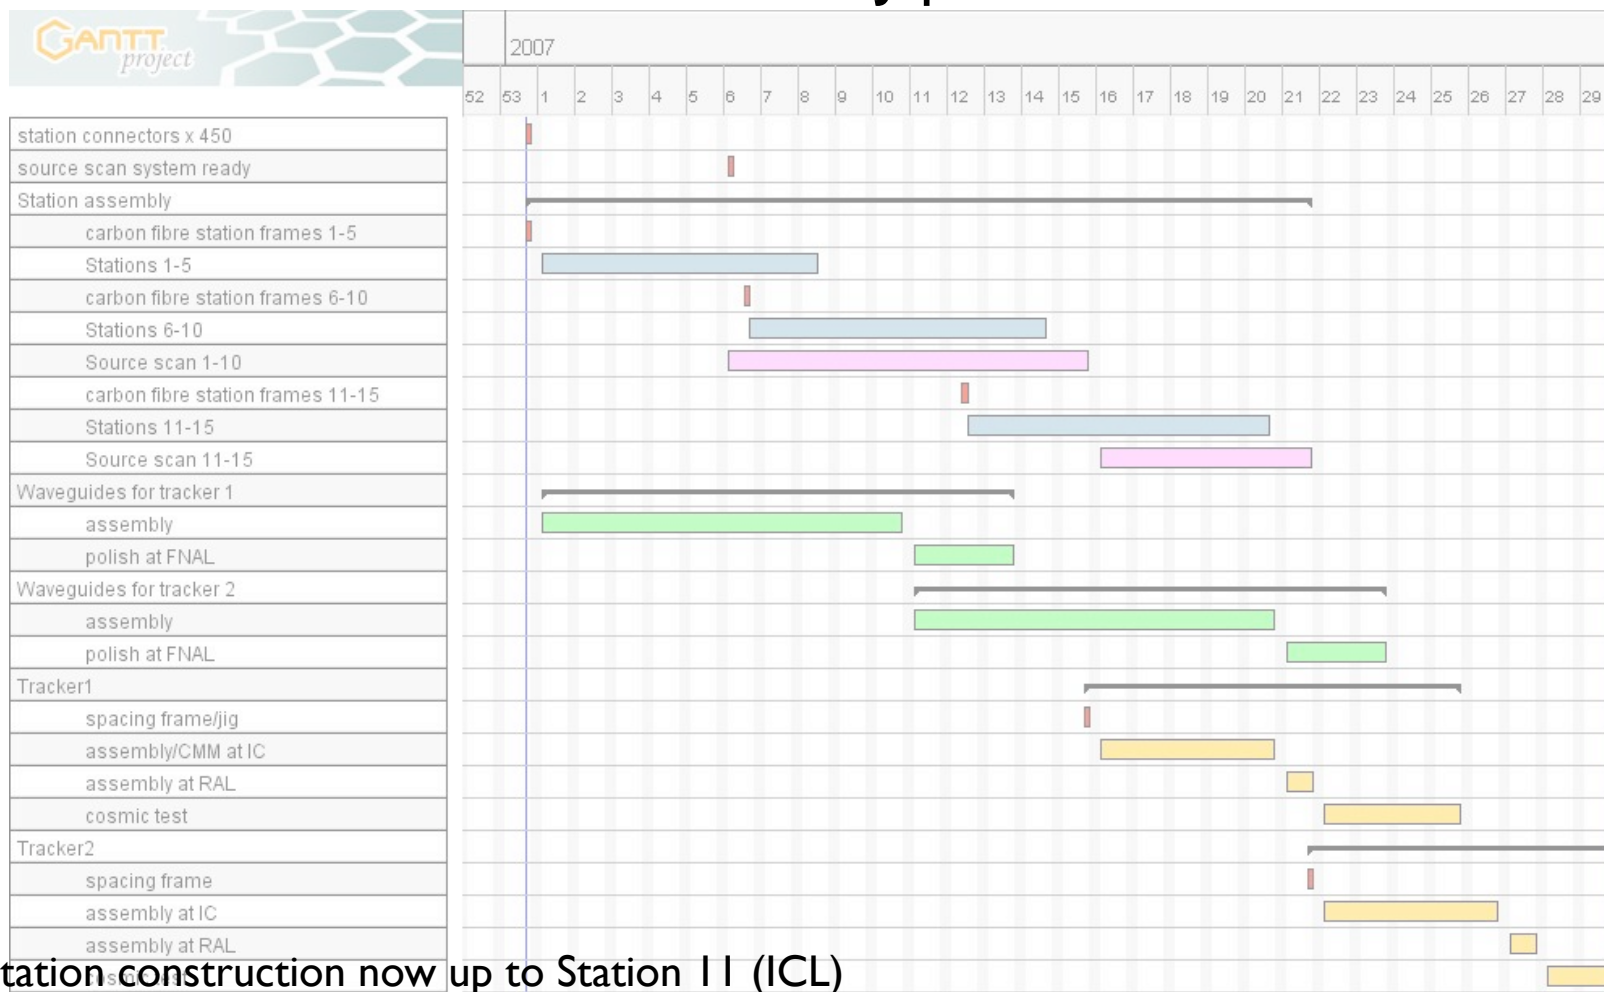 GANTT
project
2007
52 53 1 2 3 4 5 6 7 8 9 10 11 12 13 14 15 16 17 18 19 20 21 22 23 24 25 26 27 28 29
station connectors x 450
source scan system ready
Station assembly
carbon fibre station frames 1-5
Stations 1-5
carbon fibre station frames 6-10
Stations 6-10
Source scan 1-10
carbon fibre station frames 11-15
Stations 11-15
Source scan 11-15
Waveguides for tracker 1
assembly
polish at FNAL
Waveguides for tracker 2
assembly
polish at FNAL
Tracker1
spacing frame/jig
assembly/CMM at IC
assembly at RAL
cosmic test
Tracker2
spacing frame
assembly at IC
assembly at RAL
cosmic test
tation construction now up to Station 11 (ICL)